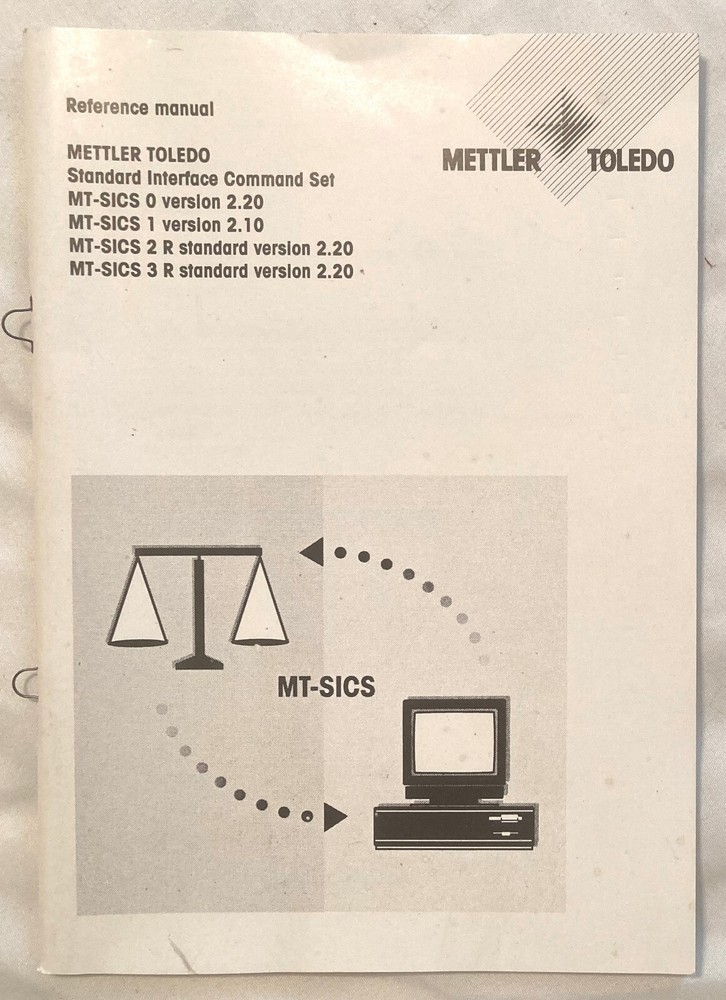 Reference manual
METTLER TOLEDO
METTLER TOLEDO
Standard Interface Command Set
MT-SICS 0 version 2.20
MT-SICS 1 version 2.10
MT-SICS 2 R standard version 2.20
MT-SICS 3 R standard version 2.20
MT-SICS